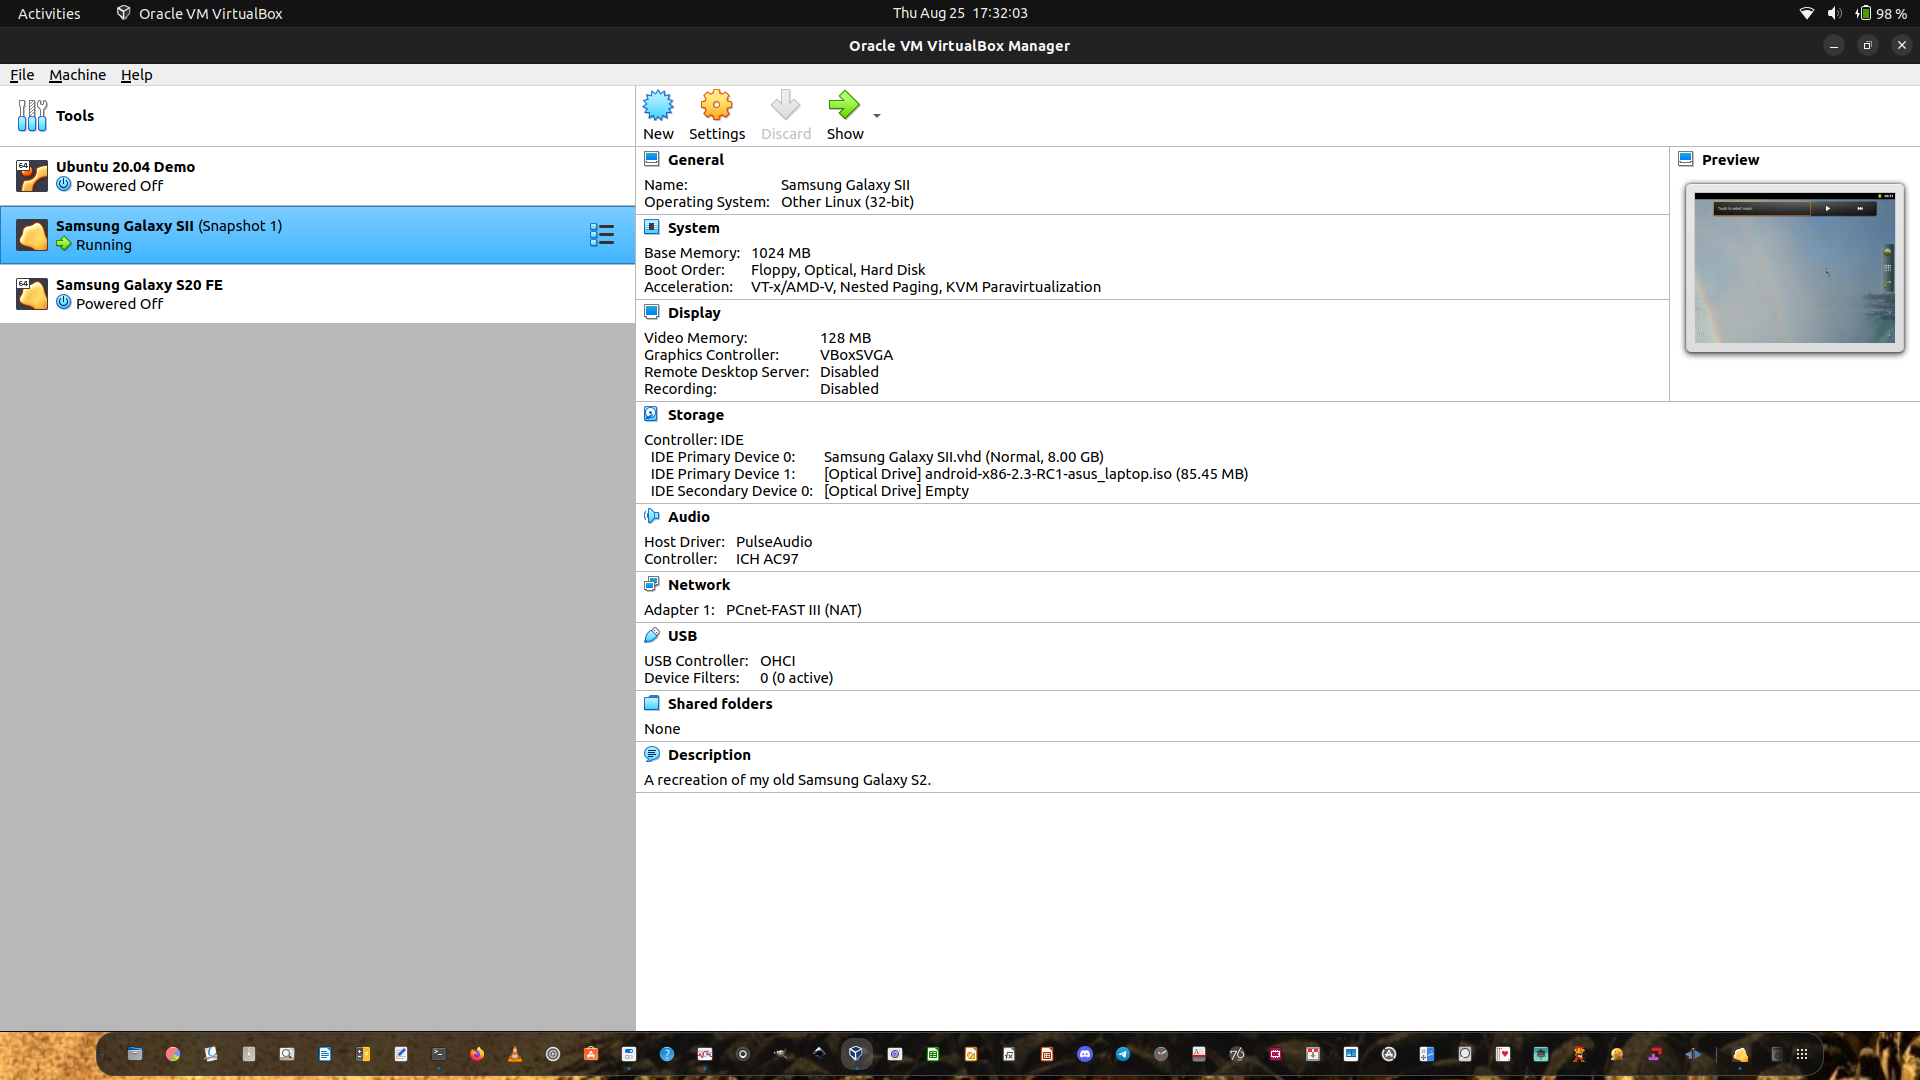 Activities
Oracle VM VirtualBox
Thu Aug 25 17:32:03
98 %
Oracle VM VirtualBox Manager
File Machine Help
Tools
New Settings Discard Show
64
Ubuntu 20.04 Demo
Powered Off
Samsung Galaxy SII (Snapshot 1)
Running
64
Samsung Galaxy S20 FE
Powered Off
General
Name: Samsung Galaxy SII
Operating System: Other Linux (32-bit)
System
Base Memory: 1024 MB
Boot Order: Floppy, Optical, Hard Disk
Acceleration: VT-x/AMD-V, Nested Paging, KVM Paravirtualization
Display
Video Memory: 128 MB
Graphics Controller: VBoxSVGA
Remote Desktop Server: Disabled
Recording: Disabled
Preview
Storage
Controller: IDE
IDE Primary Device 0: Samsung Galaxy SII.vhd (Normal, 8.00 GB)
IDE Primary Device 1: [Optical Drive] android-x86-2.3-RC1-asus_laptop.iso (85.45 MB)
IDE Secondary Device 0: [Optical Drive] Empty
Audio
Host Driver: PulseAudio
Controller: ICH AC97
Network
Adapter 1: PCnet-FAST III (NAT)
USB
USB Controller: OHCI
Device Filters: 0 (0 active)
Shared folders
None
Description
A recreation of my old Samsung Galaxy S2.